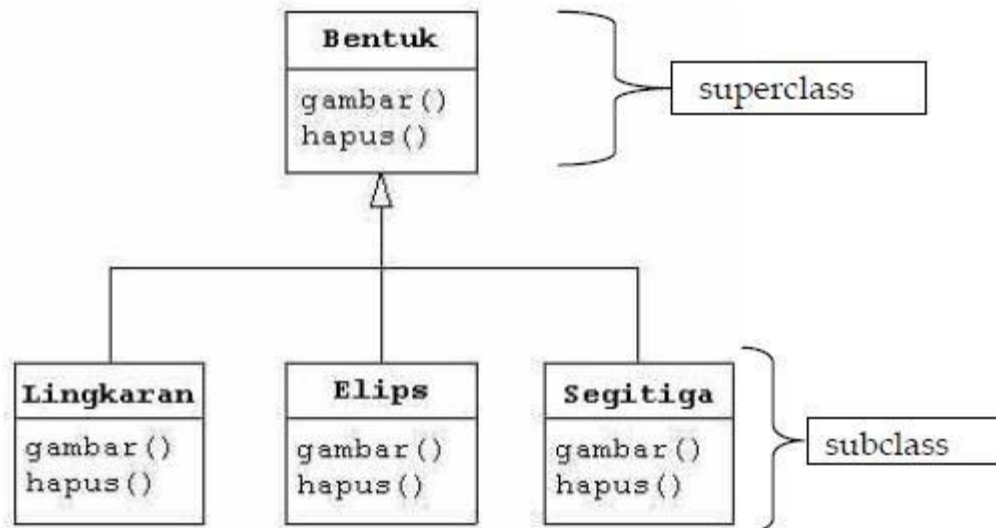 Bentuk
gambar()
hapus()
superclass
Lingkaran
gambar()
hapus()
Elips
gambar()
hapus()
Segitiga
gambar()
hapus()
subclass